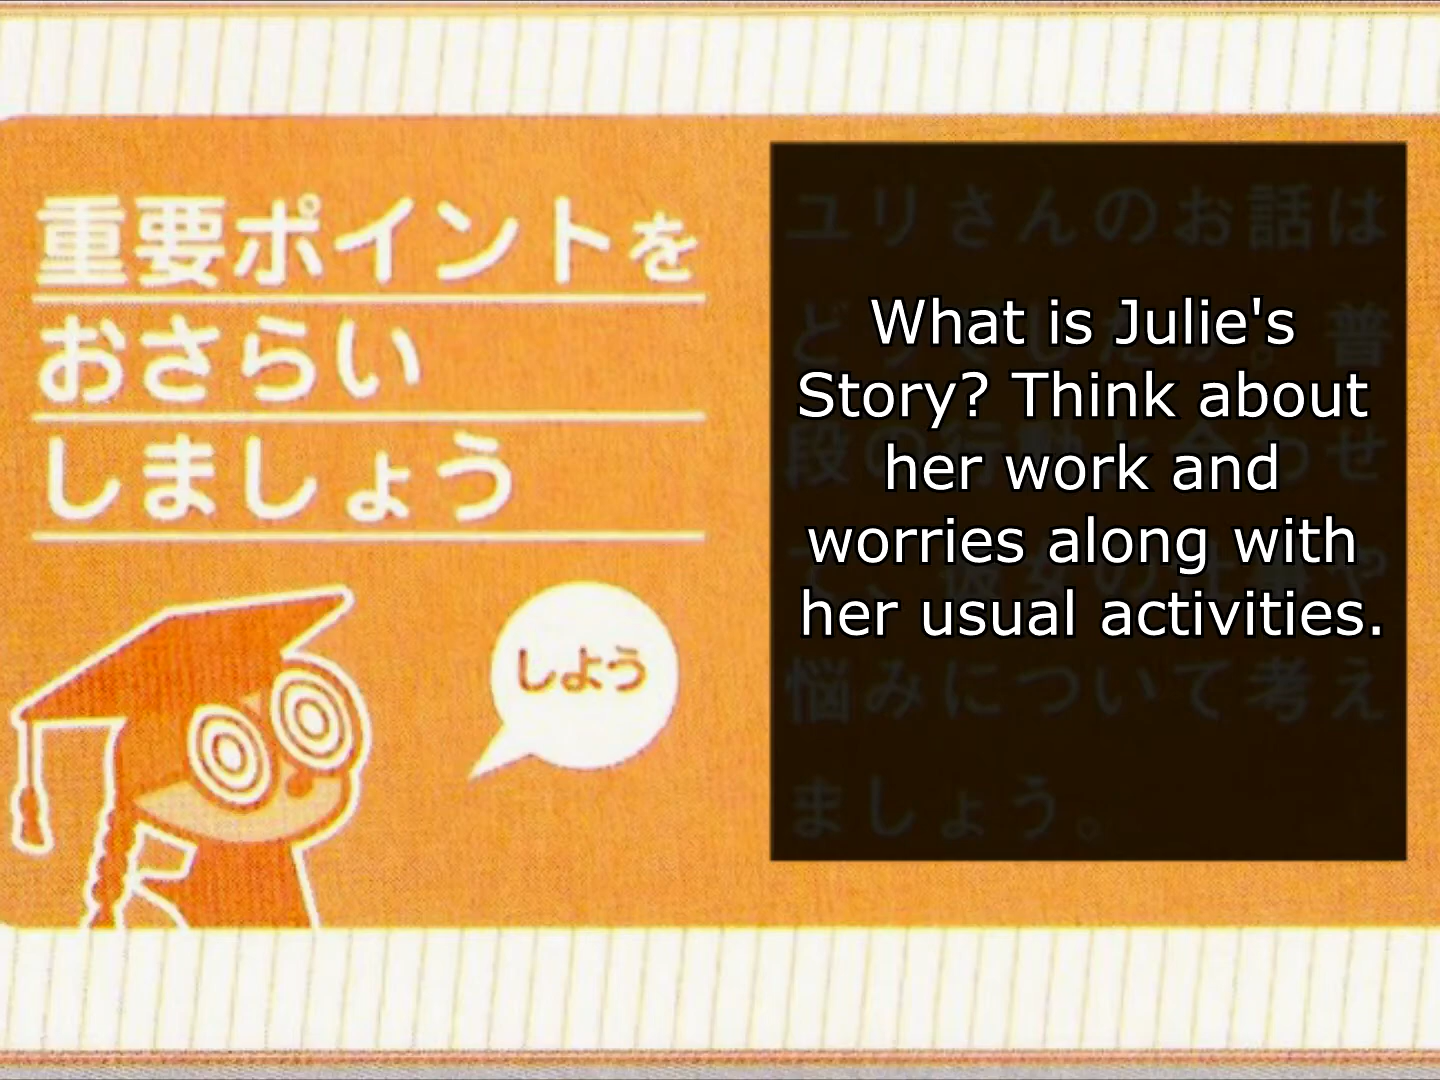 重要ポイントを
おさらい
しましょう
しよう
ユリさんのお話は
What is Julie's
Story? Think about
her work and
worries along with
her usual activities.
悩みについて考え
ましょう。